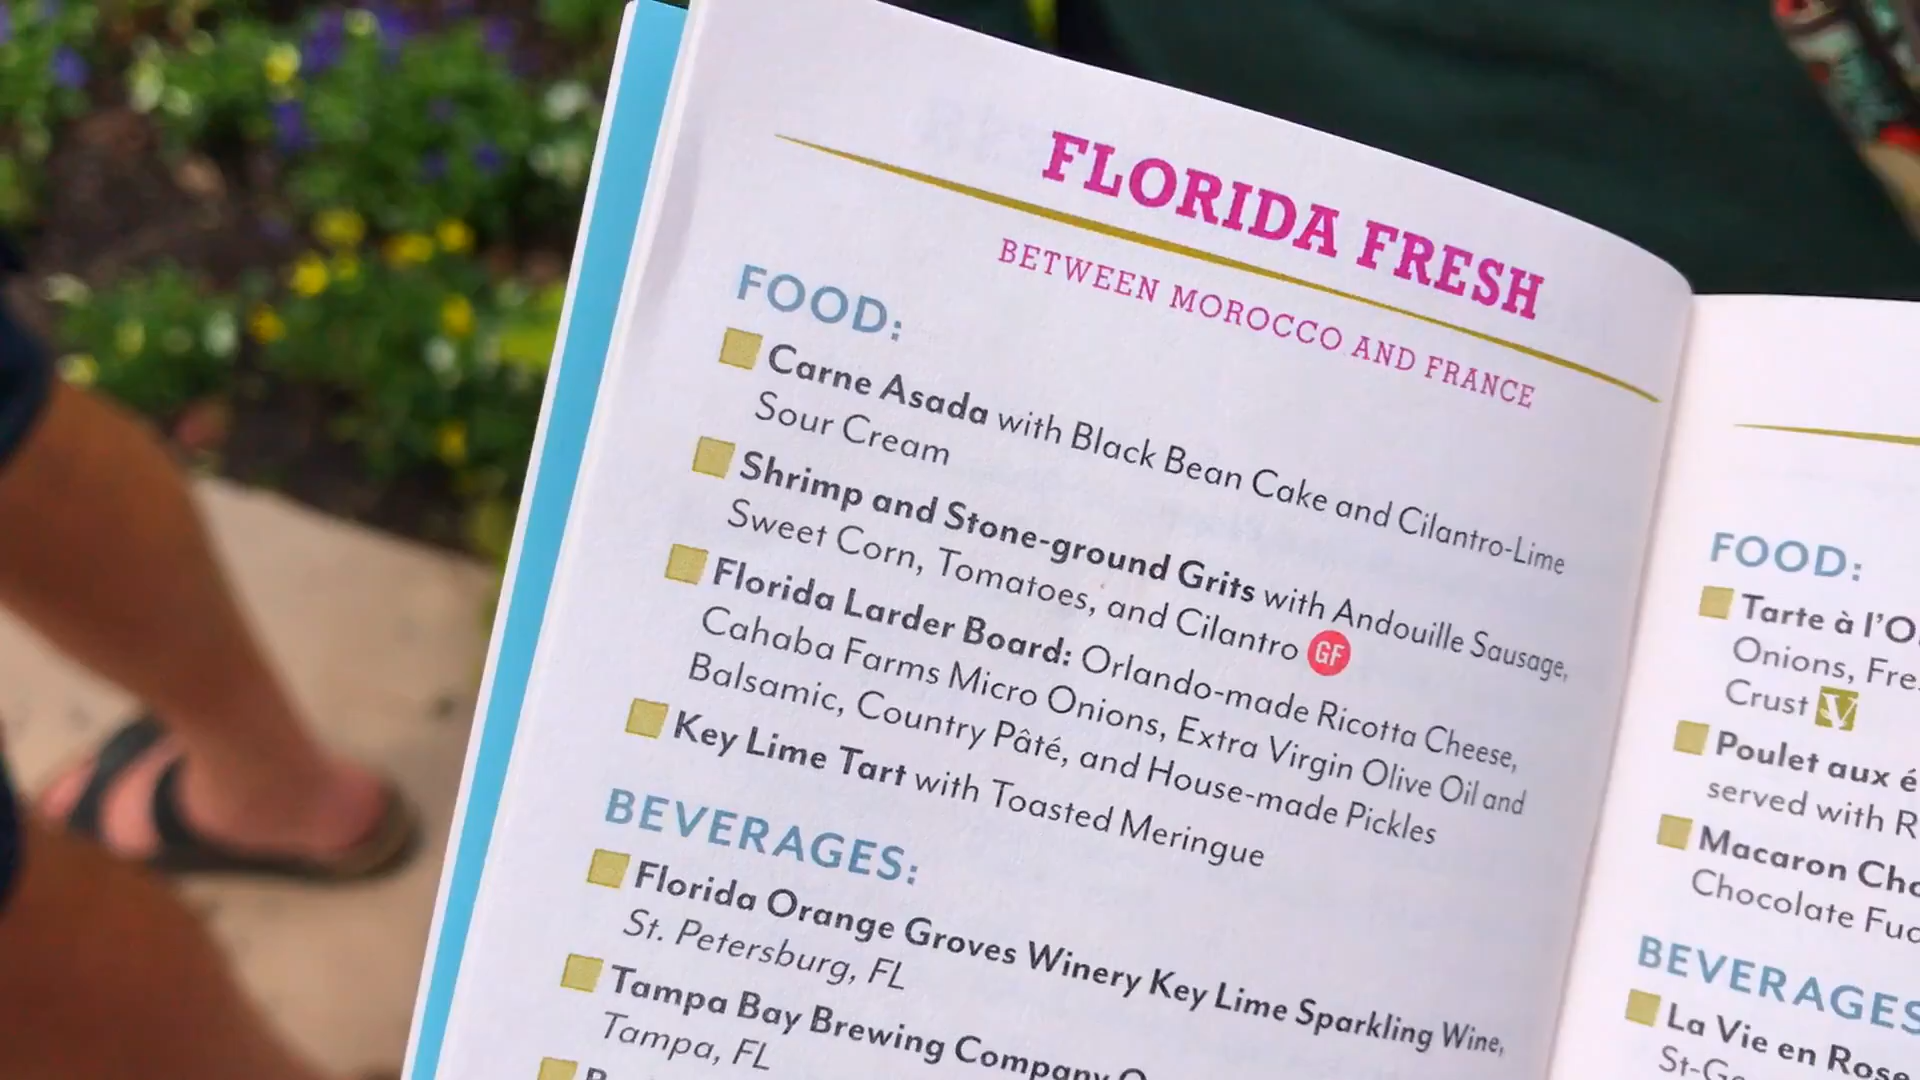 FLORIDA FRESH
BETWEEN MOROCCO AND FRANCE
FOOD:
Carne Asada with Black Bean Cake and Cilantro-Lime
Sour Cream
Shrimp and Stone-ground Grits with Andouille Sausage,
Sweet Corn, Tomatoes, and Cilantro GF
Florida Larder Board: Orlando-made Ricotta Cheese,
Cahaba Farms Micro Onions, Extra Virgin Olive Oil and
Balsamic, Country Pâté, and House-made Pickles
Key Lime Tart with Toasted Meringue
BEVERAGES:
Florida Orange Groves Winery Key Lime Sparkling Wine,
St. Petersburg, FL
Tampa Bay Brewing Company
Tampa, FL
FOOD:
Tarte à l'O
Onions, Fre
Crust V
Poulet aux é
served with R
Macaron Cho
Chocolate Fud
BEVERAGES
La Vie en Rose
St-Ge